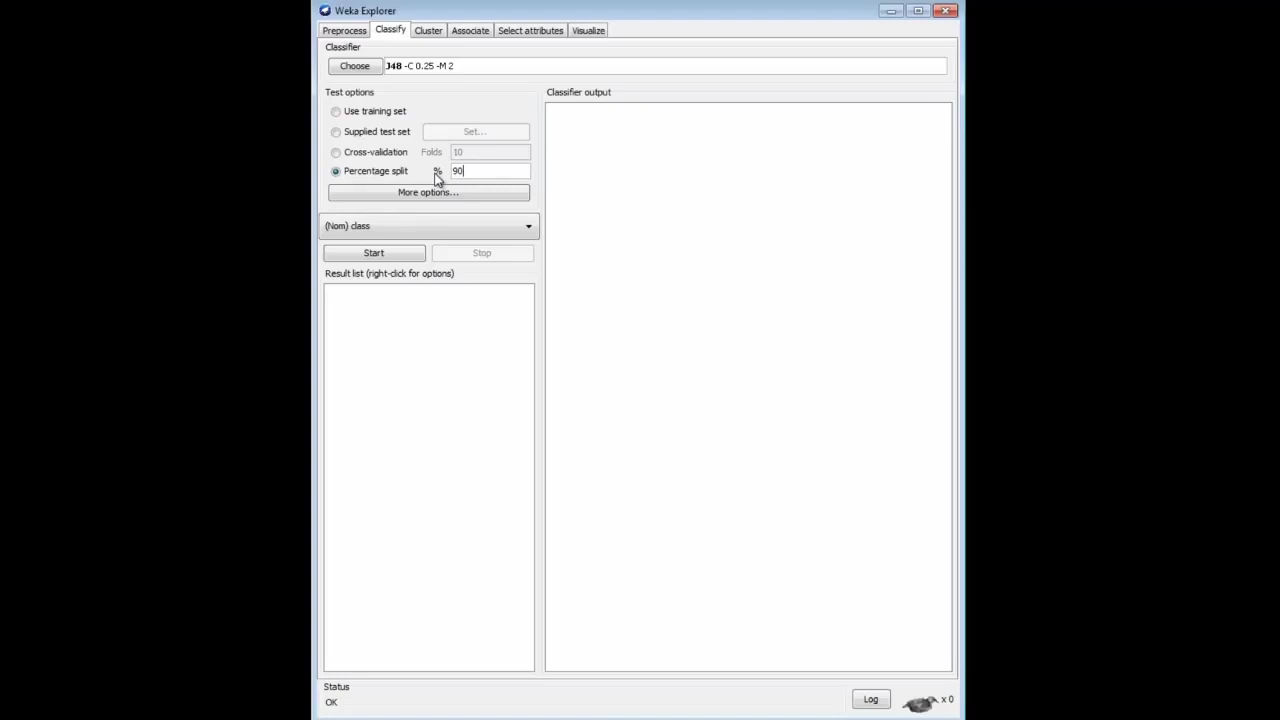 Weka Explorer
Preprocess Classify Cluster Associate Select attributes Visualize
Classifier
Choose J48 -C 0.25 -M 2
Test options
Use training set
Supplied test set Set...
Cross-validation Folds 10
Percentage split % 90
More options...
(Nom) class
Start Stop
Result list (right-click for options)
Classifier output
Status
OK
Log x 0